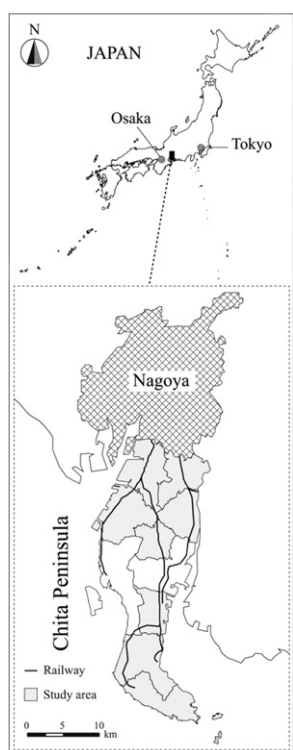 N
JAPAN
Osaka
Tokyo
Nagoya
Chita Peninsula
Railway
Study area
0 5 10
km